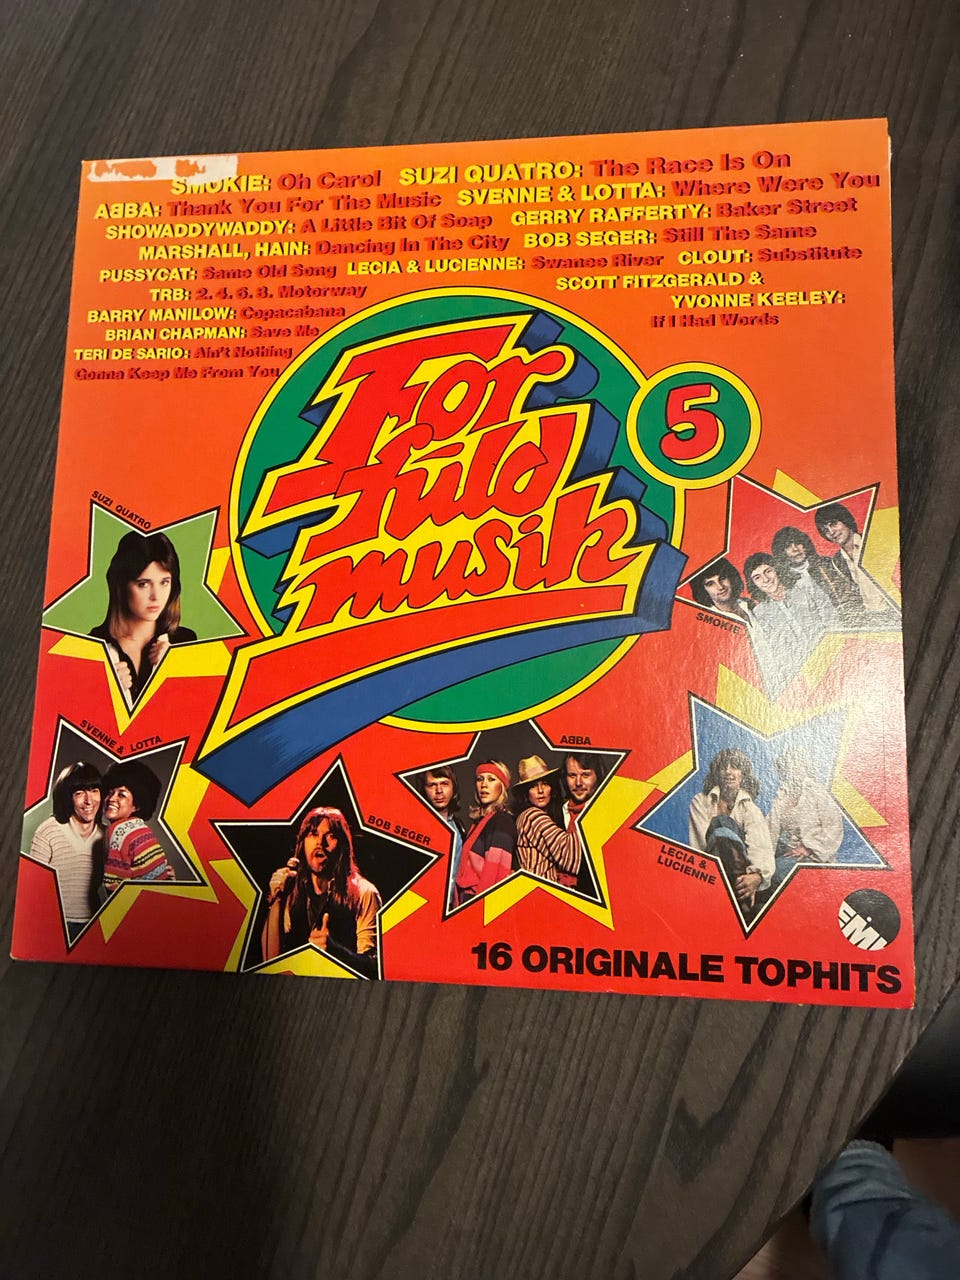 SMOKIE: Oh Carol SUZI QUATRO: The Race Is On
ABBA: Thank You For The Music SVENNE & LOTTA: Where Were You
SHOWADDYWADDY: A Little Bit Of Soap GERRY RAFFERTY: Baker Street
MARSHALL, HAIN: Dancing In The City BOB SEGER: Still The Same
PUSSYCAT: Same Old Song LECIA & LUCIENNE: Swanee River CLOUT: Substitute
TRB: 2. 4. 6. 8. Motorway SCOTT FITZGERALD &
YVONNE KEELEY:
BARRY MANILOW: Copacabana If I Had Words
BRIAN CHAPMAN: Save Me
TERI DE SARIO: Ain't Nothing
Gonna Keep Me From You
For
fuld
musik
5
SUZI QUATRO
SMOKIE
SVENNE & LOTTA
BOB SEGER
ABBA
LECIA &
LUCIENNE
EMI
16 ORIGINALE TOPHITS